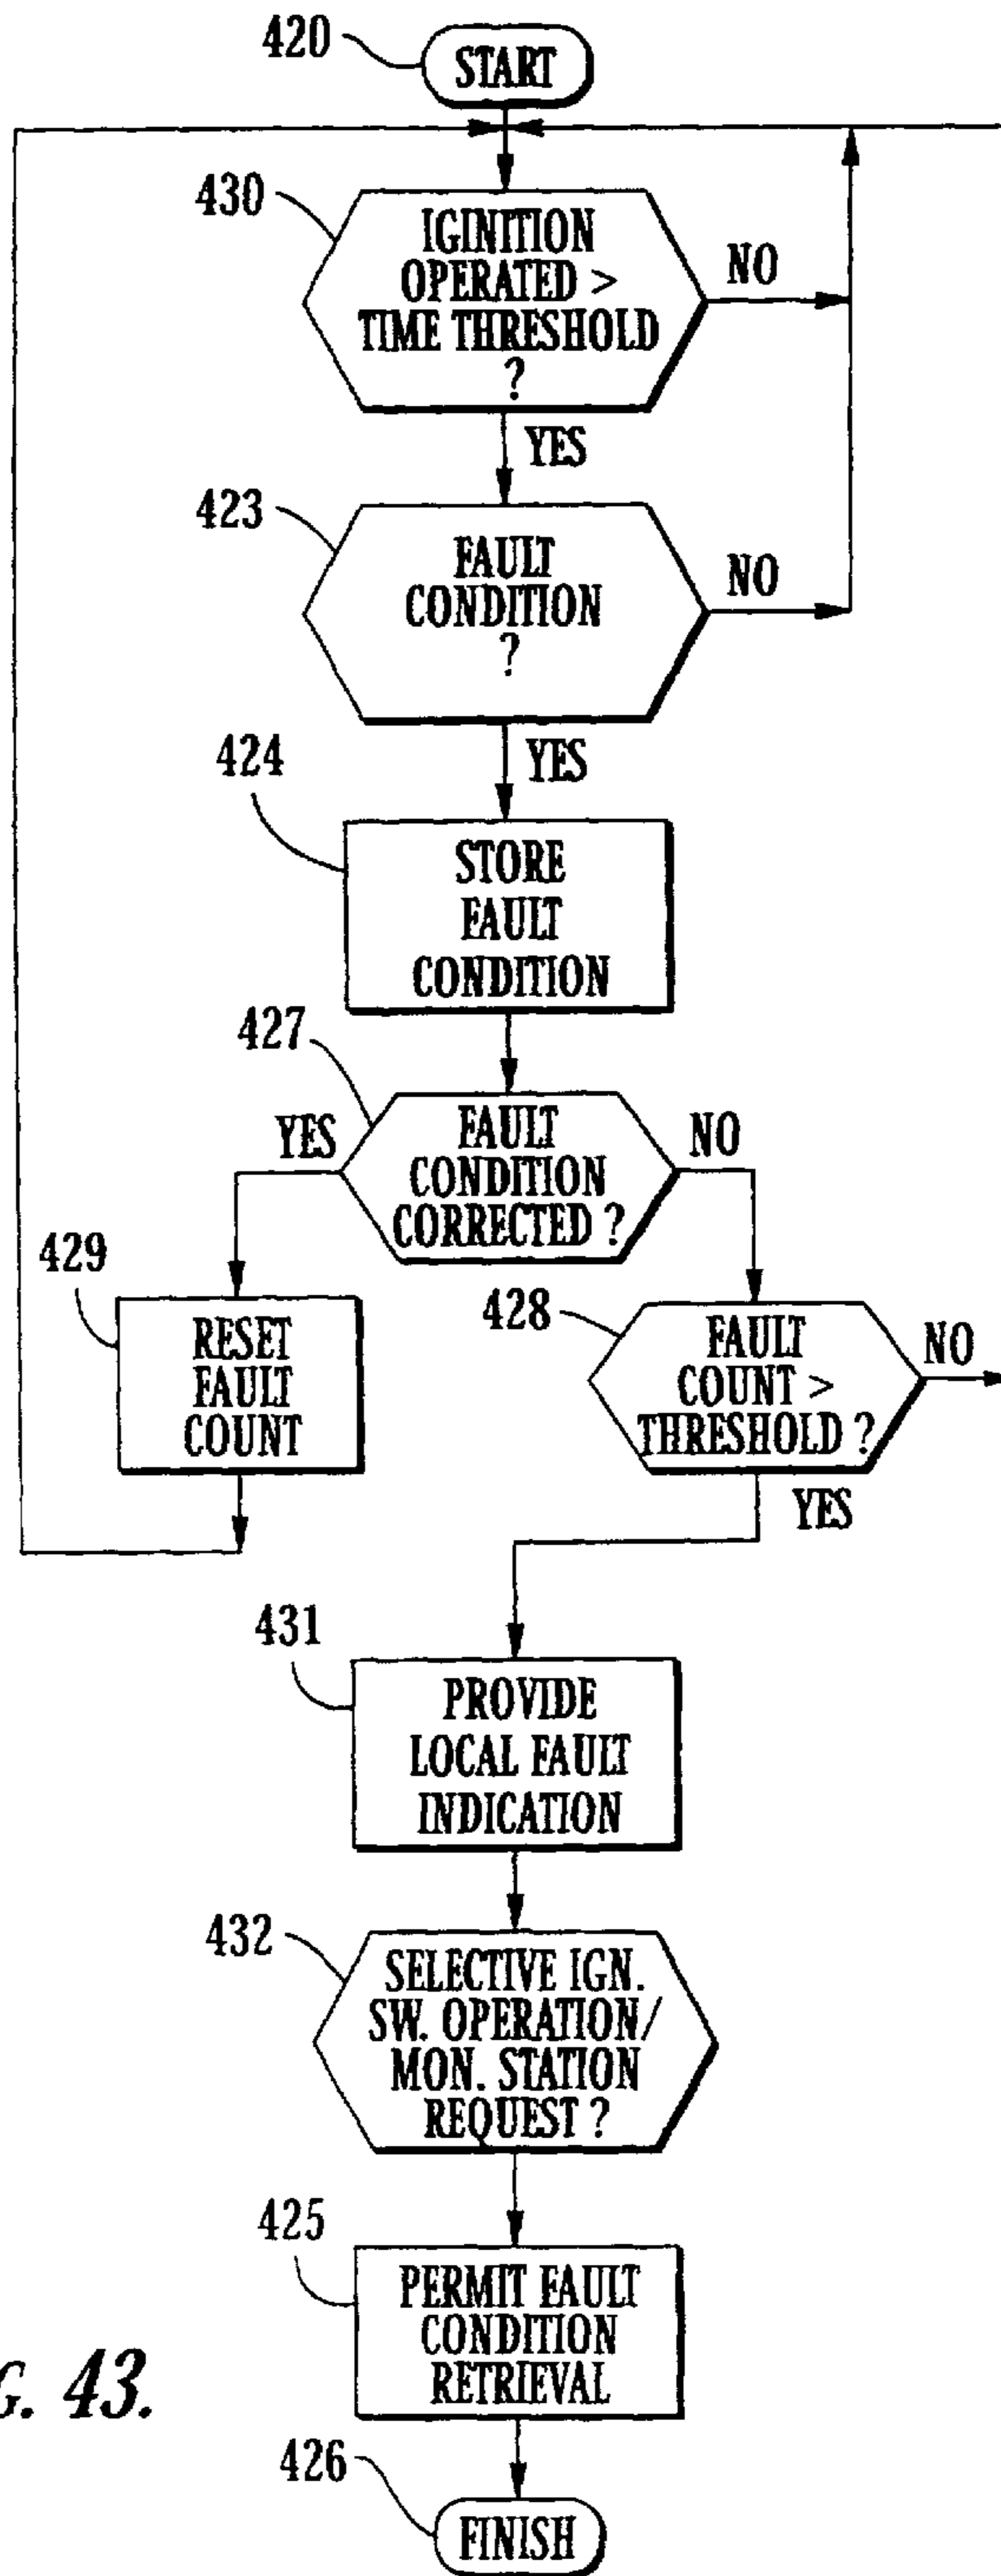 420
START
430
IGINITION
OPERATED >
TIME THRESHOLD
?
NO
YES
423
FAULT
CONDITION
?
NO
YES
424
STORE
FAULT
CONDITION
427
YES
FAULT
CONDITION
CORRECTED ?
NO
429
RESET
FAULT
COUNT
428
FAULT
COUNT >
THRESHOLD ?
NO
YES
431
PROVIDE
LOCAL FAULT
INDICATION
432
SELECTIVE IGN.
SW. OPERATION/
MON. STATION
REQUEST ?
425
PERMIT FAULT
CONDITION
RETRIEVAL
G. 43.
426
FINISH